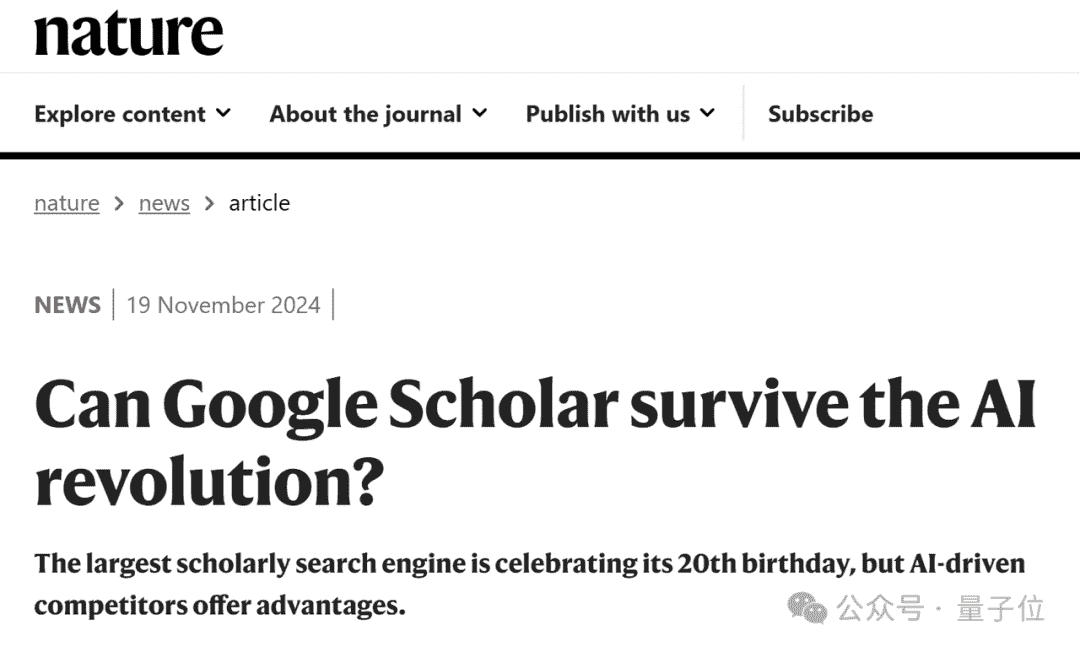 nature
Explore content About the journal Publish with us Subscribe
nature > news > article
NEWS | 19 November 2024 |
Can Google Scholar survive the AI
revolution?
The largest scholarly search engine is celebrating its 20th birthday, but AI-driven
competitors offer advantages.
公众号 · 量子位